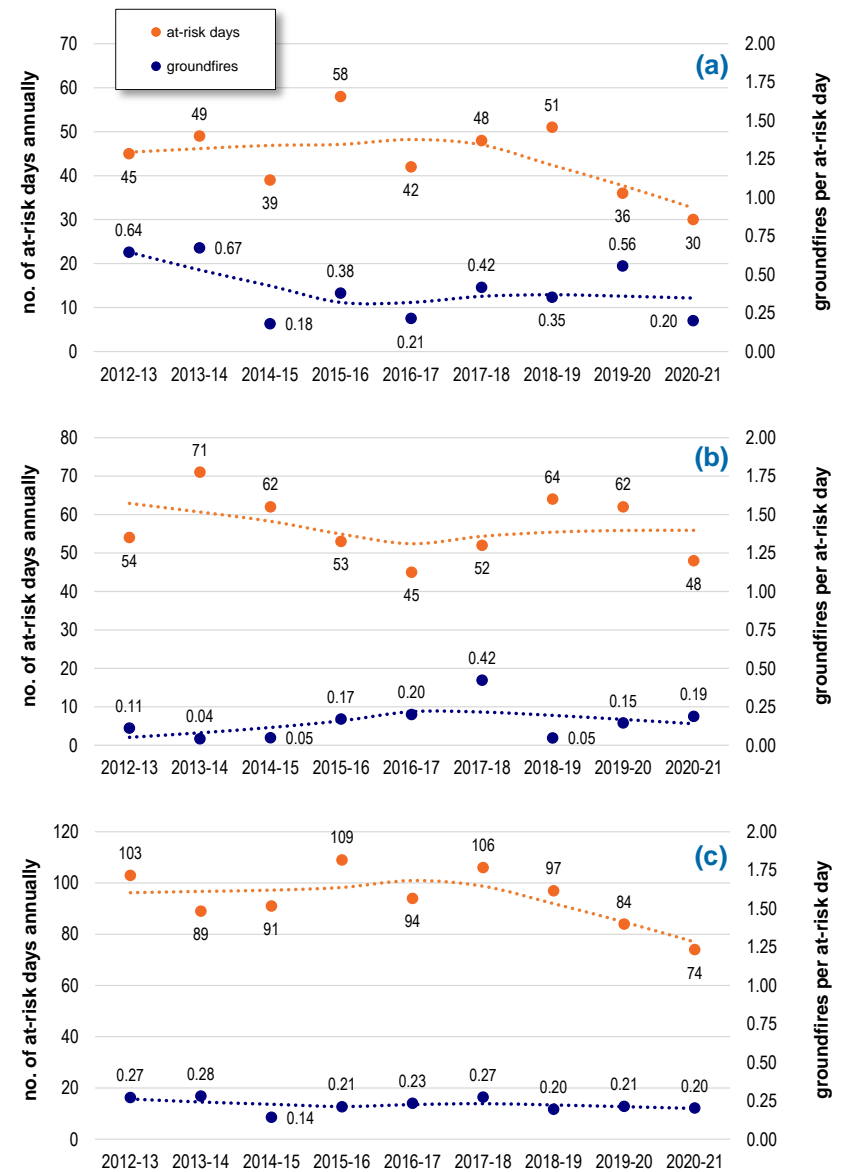 at-risk days
groundfires
(a)
no. of at-risk days annually
groundfires per at-risk day
70 2.00
60 1.75
50 1.50
40 1.25
30 1.00
20 0.75
10 0.50
0 0.25
0.00
45 49 39 58 42 48 51 36 30
0.64 0.67 0.18 0.38 0.21 0.42 0.35 0.56 0.20
2012-13 2013-14 2014-15 2015-16 2016-17 2017-18 2018-19 2019-20 2020-21
(b)
no. of at-risk days annually
groundfires per at-risk day
80 2.00
70 1.75
60 1.50
50 1.25
40 1.00
30 0.75
20 0.50
10 0.25
0 0.00
54 71 62 53 45 52 64 62 48
0.11 0.04 0.05 0.17 0.20 0.42 0.05 0.15 0.19
2012-13 2013-14 2014-15 2015-16 2016-17 2017-18 2018-19 2019-20 2020-21
(c)
no. of at-risk days annually
groundfires per at-risk day
120 2.00
100 1.75
80 1.50
60 1.25
40 1.00
20 0.75
0 0.50
0.25
0.00
103 89 91 109 94 106 97 84 74
0.27 0.28 0.14 0.21 0.23 0.27 0.20 0.21 0.20
2012-13 2013-14 2014-15 2015-16 2016-17 2017-18 2018-19 2019-20 2020-21